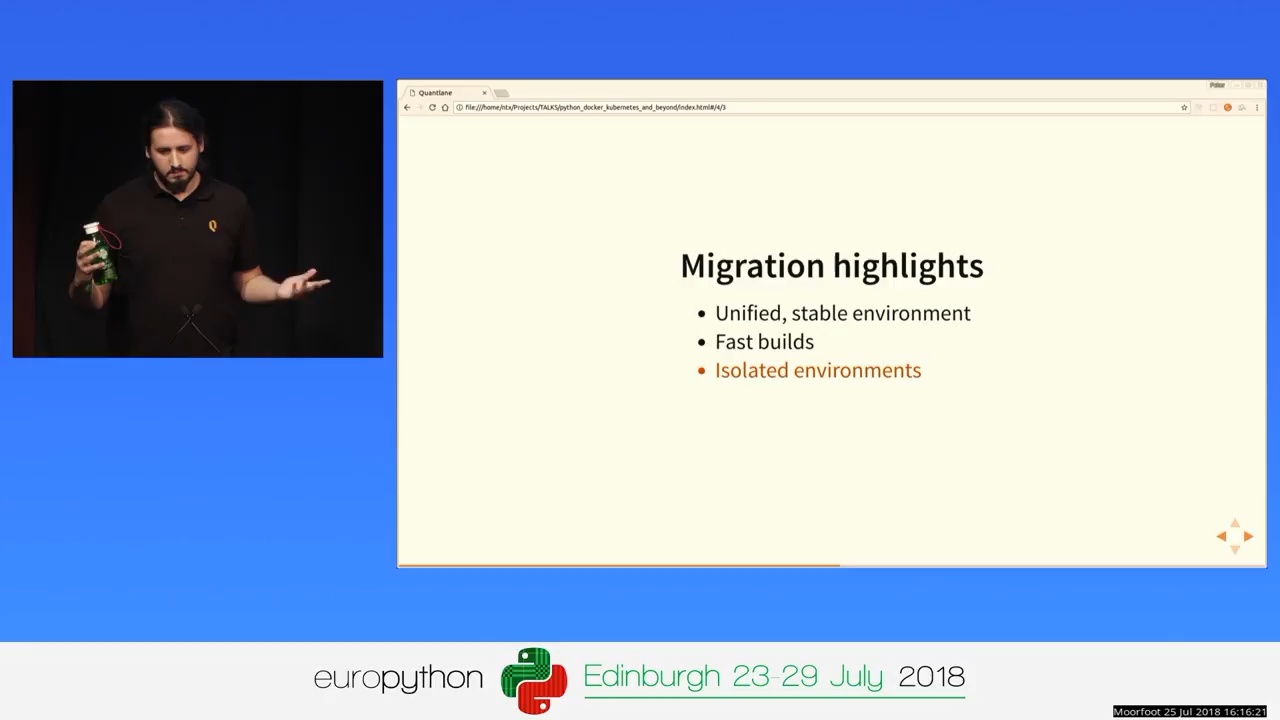 Quantlane
Peter
file:///home/ntx/Projects/TALKS/python_docker_kubernetes_and_beyond/index.html#/4/3
Migration highlights
Unified, stable environment
Fast builds
Isolated environments
europython
Edinburgh 23-29 July 2018
Moorfoot 25 Jul 2018 16:16:21